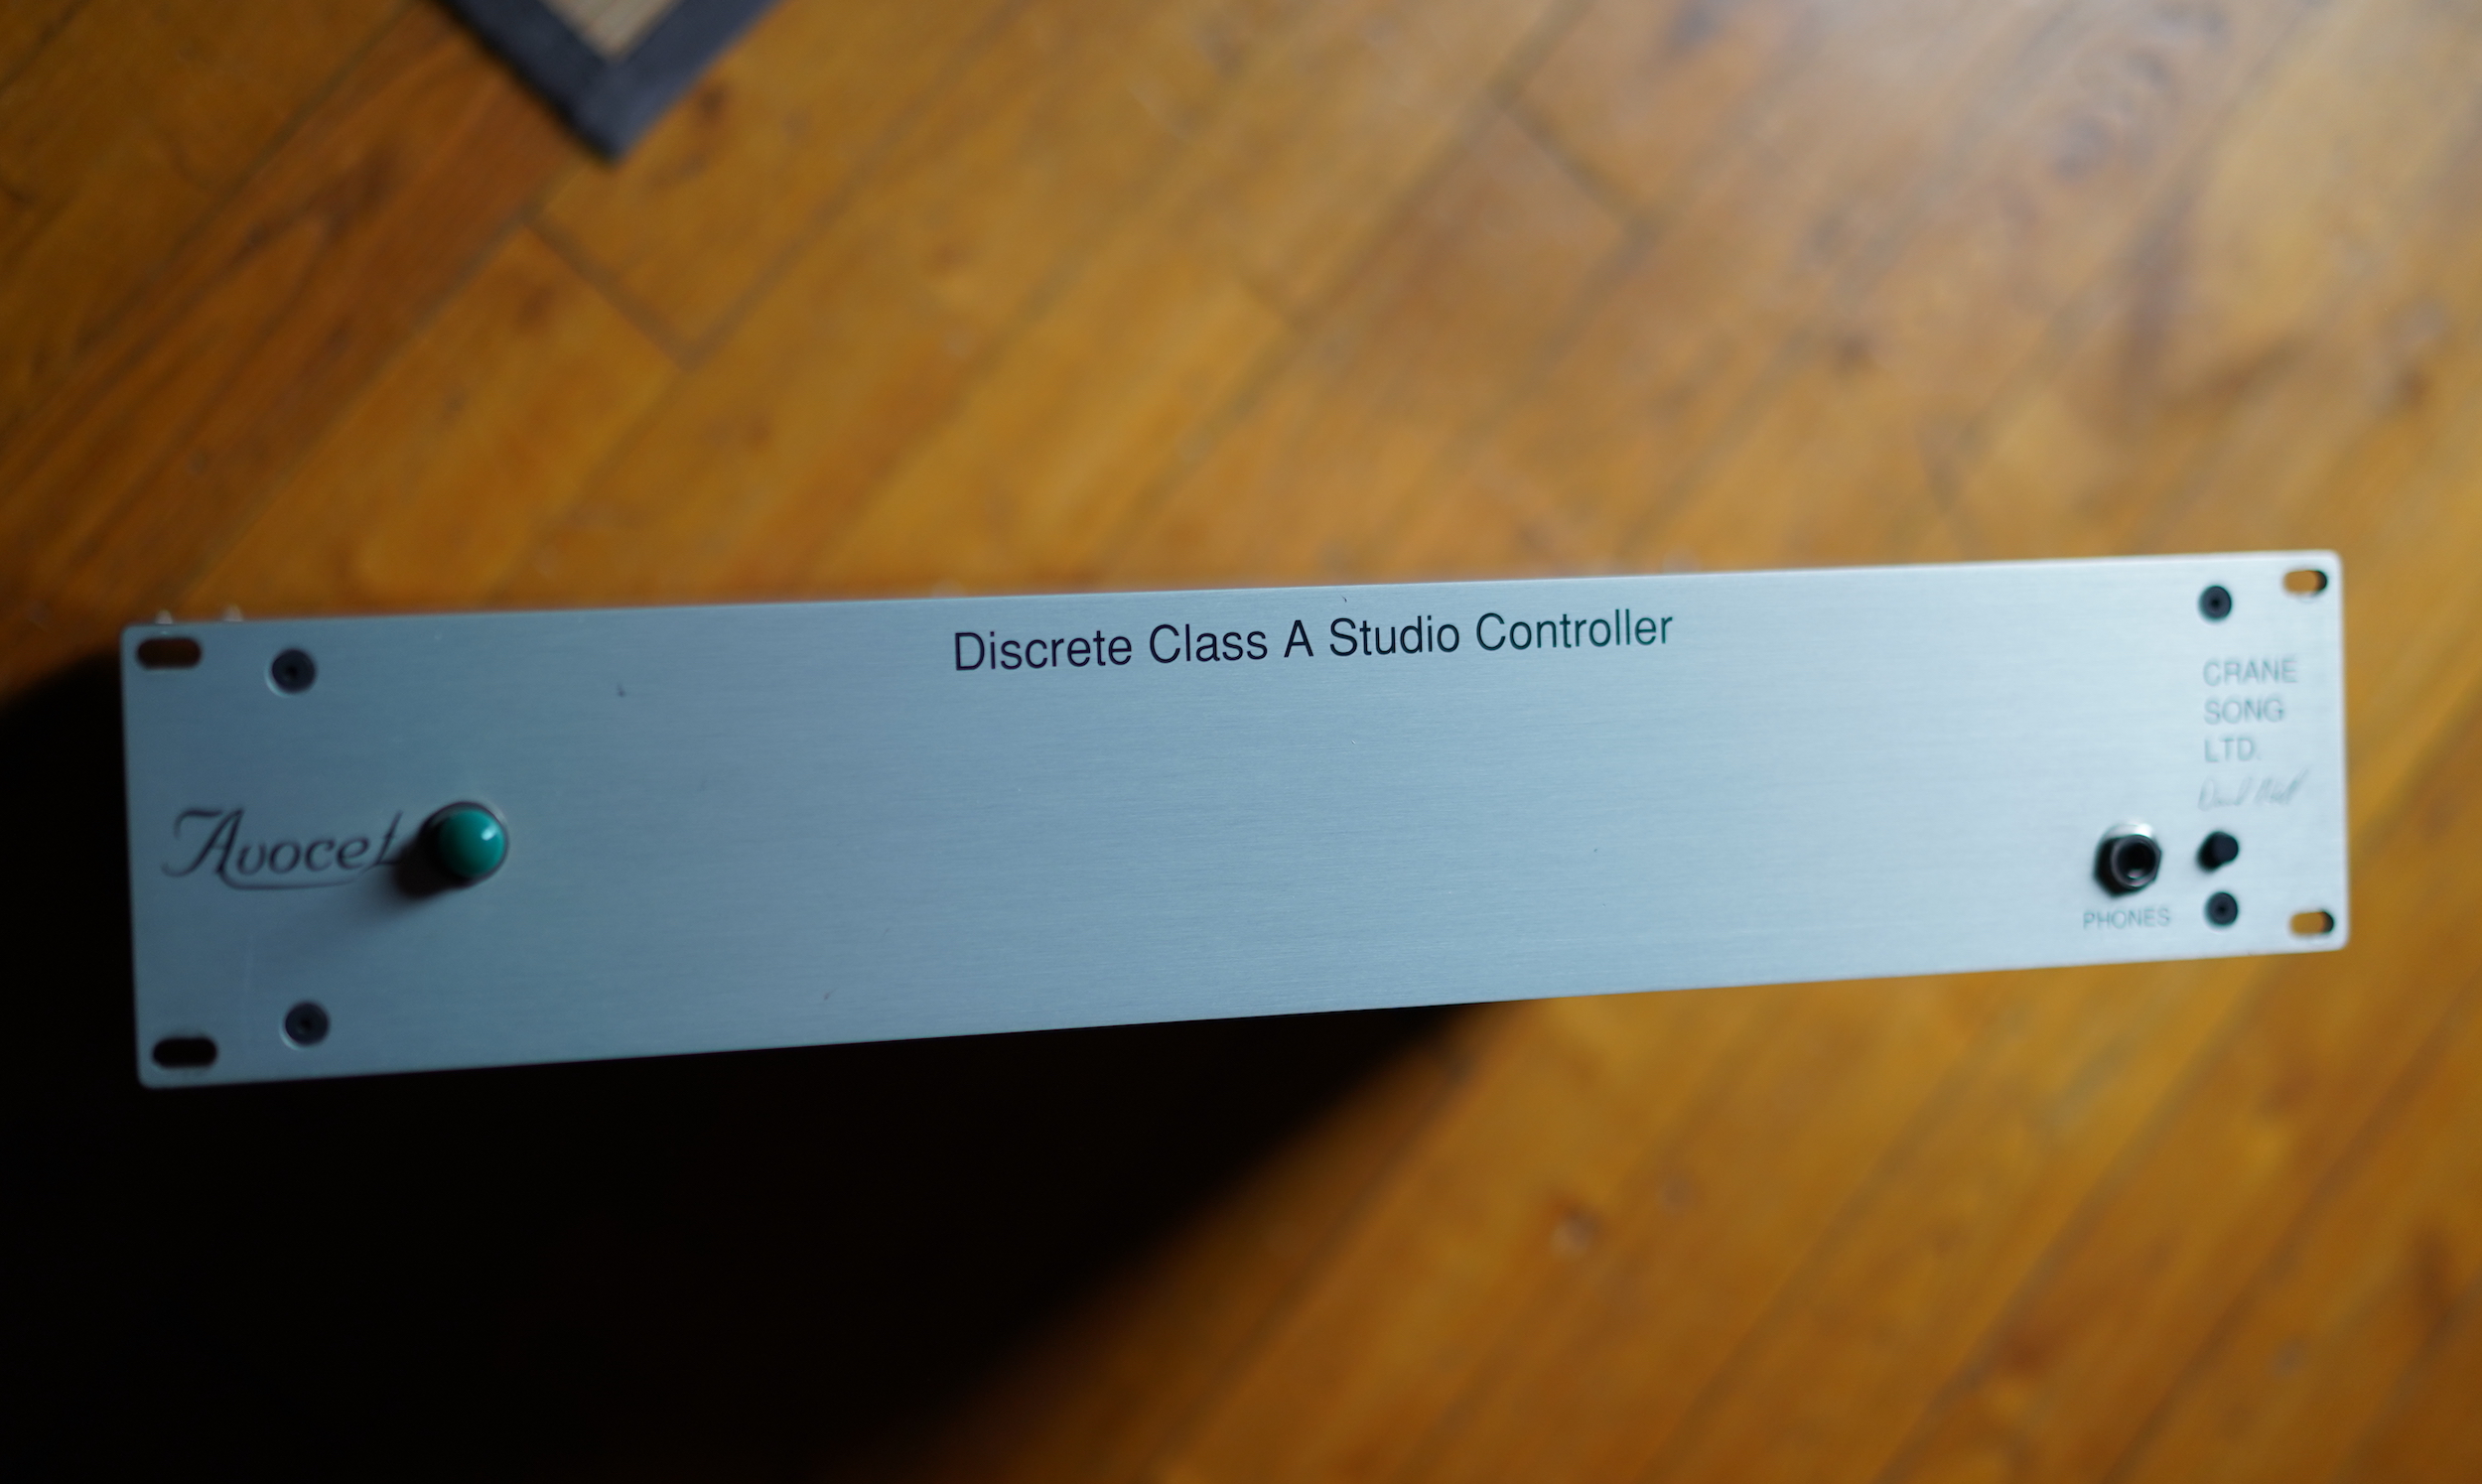 Discrete Class A Studio Controller
CRANE
SONG
LTD.
Avocet
PHONES